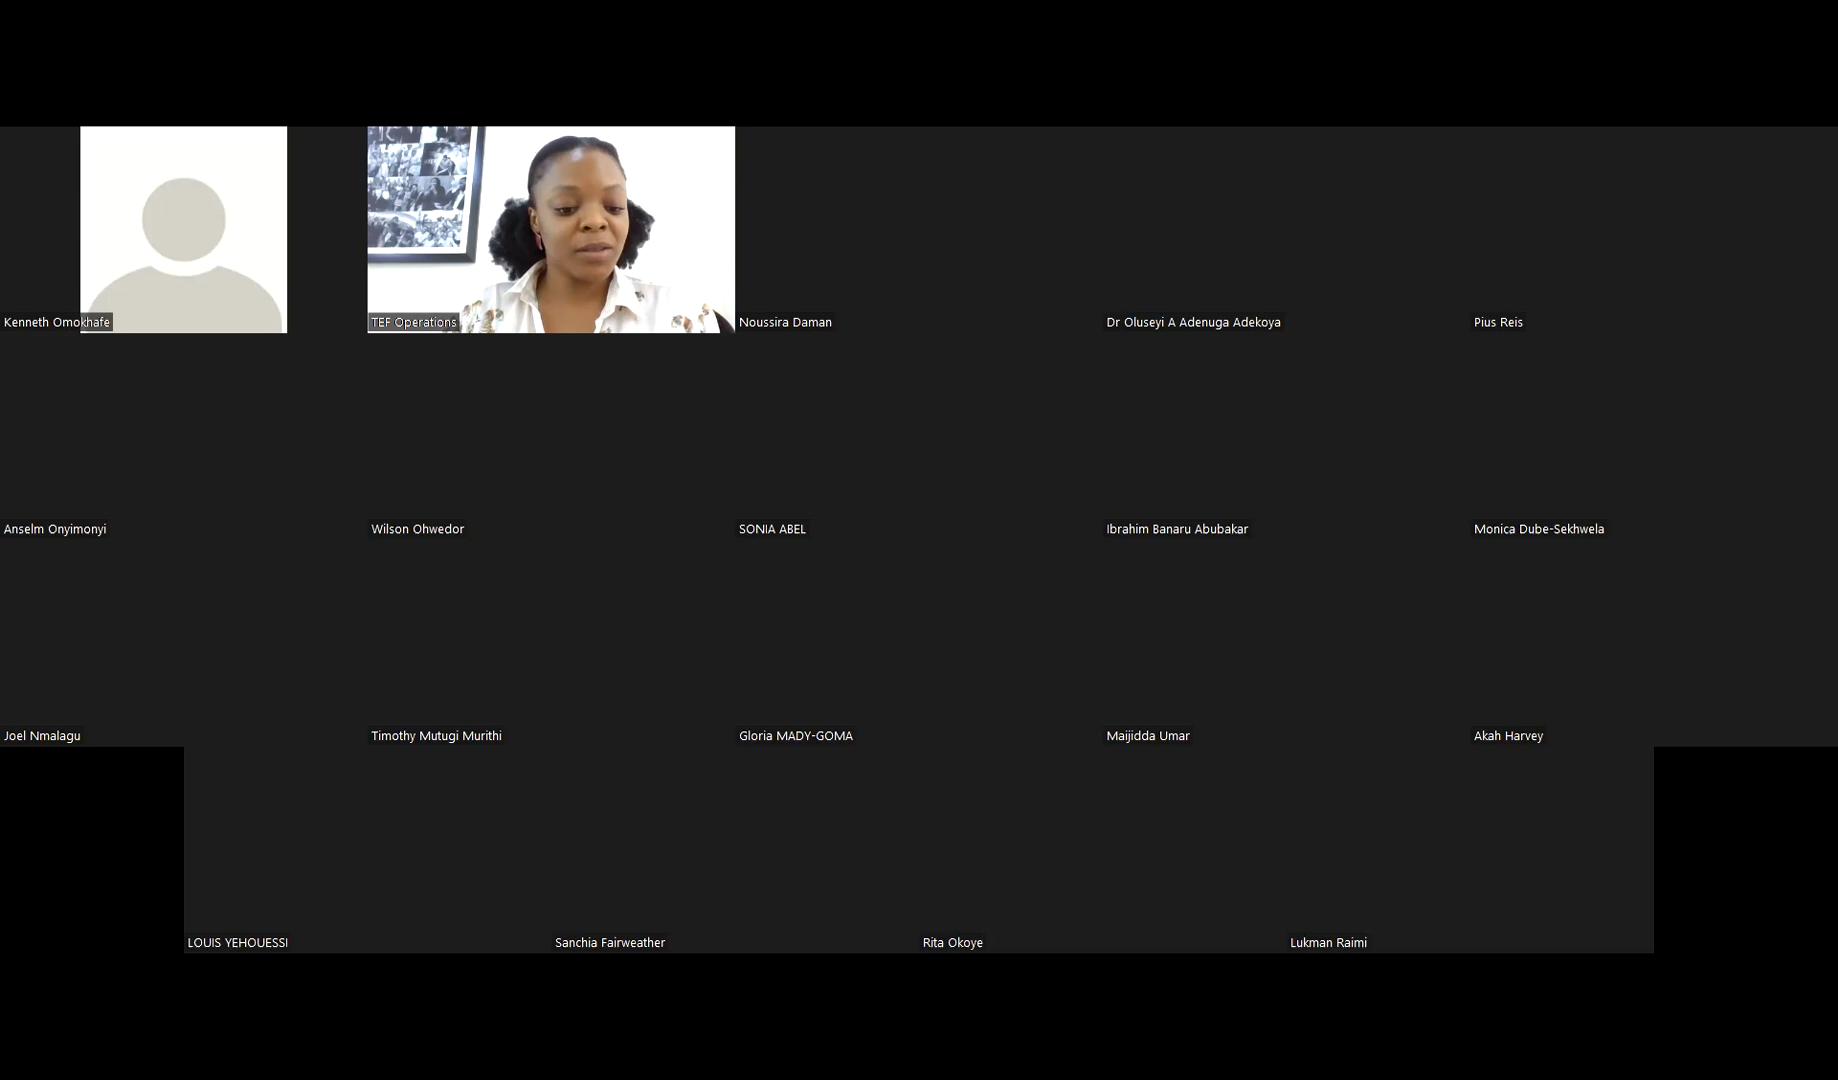 Kenneth Omokhafe
TEF Operations
Noussira Daman
Dr Oluseyi A Adenuga Adekoya
Pius Reis
Anselm Onyimonyi
Wilson Ohwedor
SONIA ABEL
Ibrahim Banaru Abubakar
Monica Dube-Sekhwela
Joel Nmalagu
Timothy Mutugi Murithi
Gloria MADY-GOMA
Maijidda Umar
Akah Harvey
LOUIS YEHOUESSI
Sanchia Fairweather
Rita Okoye
Lukman Raimi